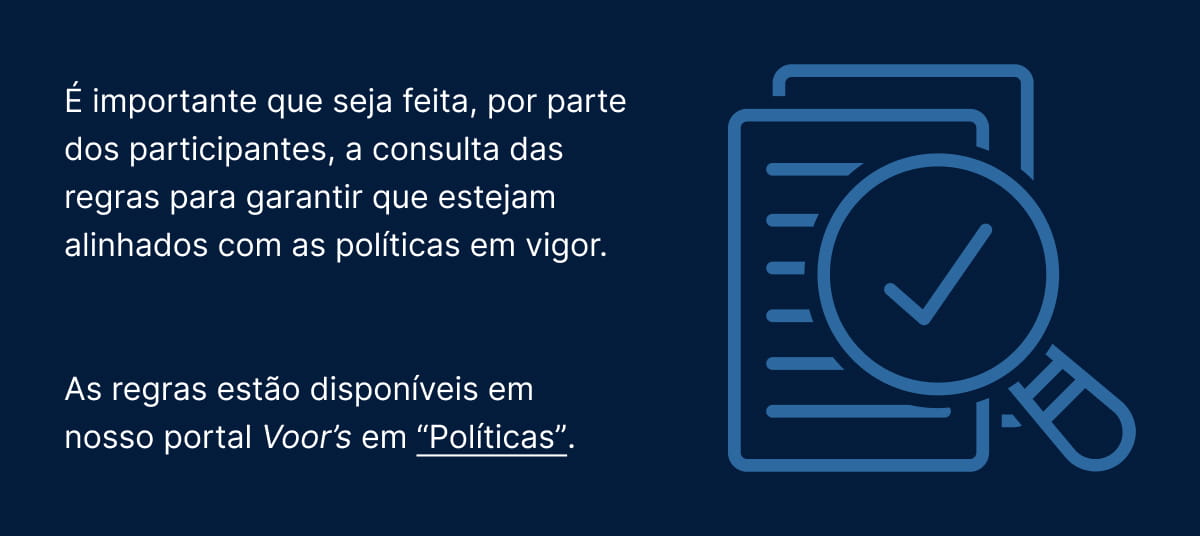 É importante que seja feita, por parte
dos participantes, a consulta das
regras para garantir que estejam
alinhados com as políticas em vigor.
As regras estão disponíveis em
nosso portal Voor’s em “Políticas”.